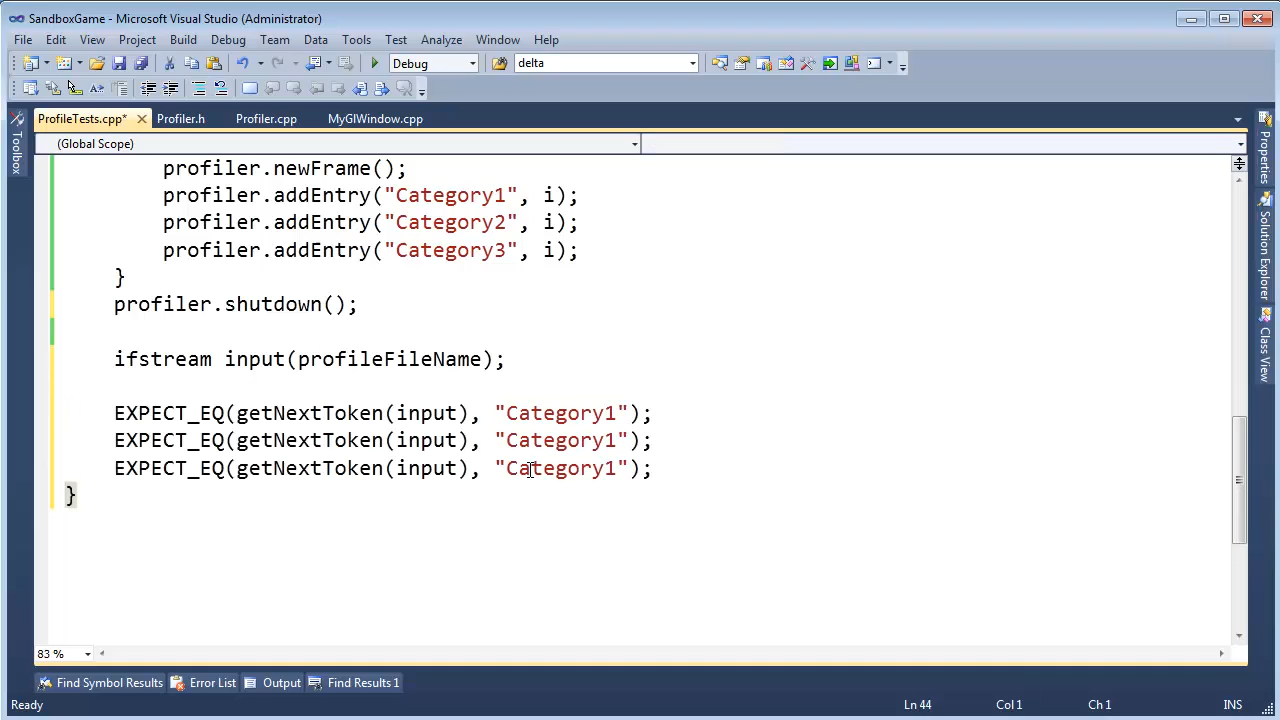 SandboxGame - Microsoft Visual Studio (Administrator)
File Edit View Project Build Debug Team Data Tools Test Analyze Window Help
Debug delta
ProfileTests.cpp* Profiler.h Profiler.cpp MyGlWindow.cpp
(Global Scope)
Toolbox
profiler.newFrame();
profiler.addEntry("Category1", i);
profiler.addEntry("Category2", i);
profiler.addEntry("Category3", i);
}
profiler.shutdown();
ifstream input(profileFileName);
EXPECT_EQ(getNextToken(input), "Category1");
EXPECT_EQ(getNextToken(input), "Category1");
EXPECT_EQ(getNextToken(input), "Category1");
}
Properties
Solution Explorer
Class View
83 %
Find Symbol Results Error List Output Find Results 1
Ready Ln 44 Col 1 Ch 1 INS